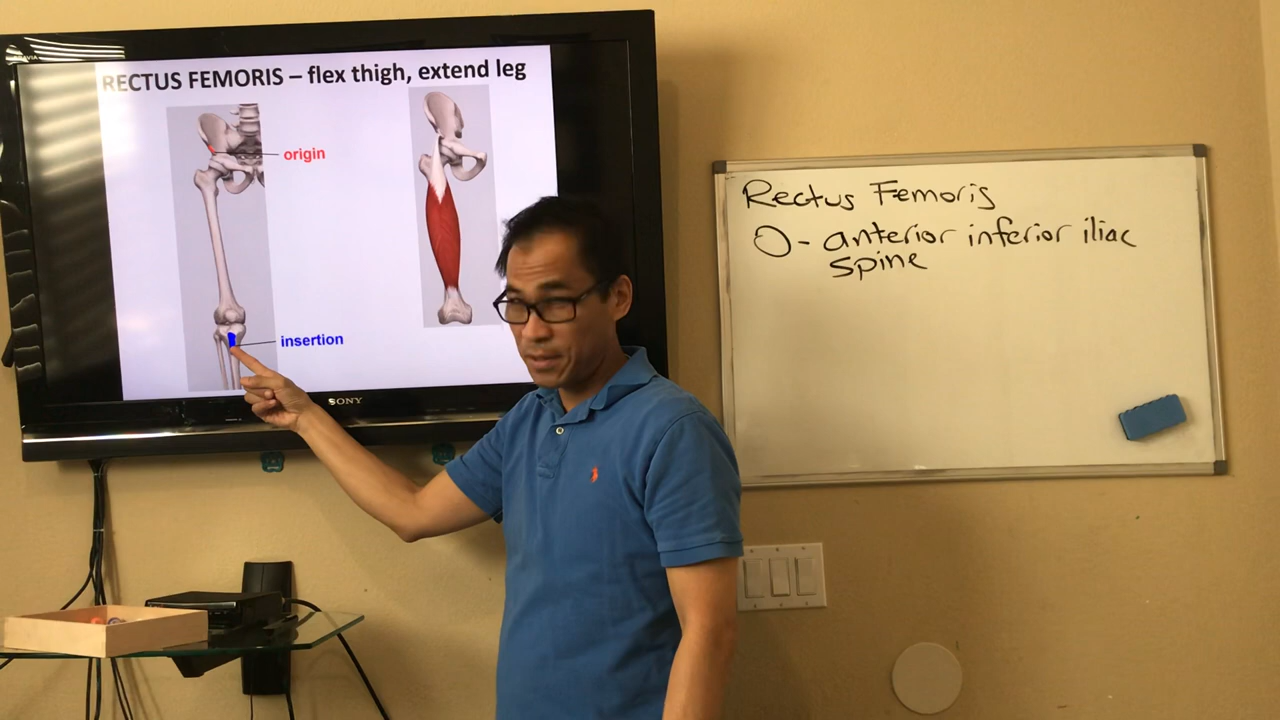 RECTUS FEMORIS – flex thigh, extend leg
origin
insertion
SONY
Rectus Femoris
O- anterior inferior iliac
spine